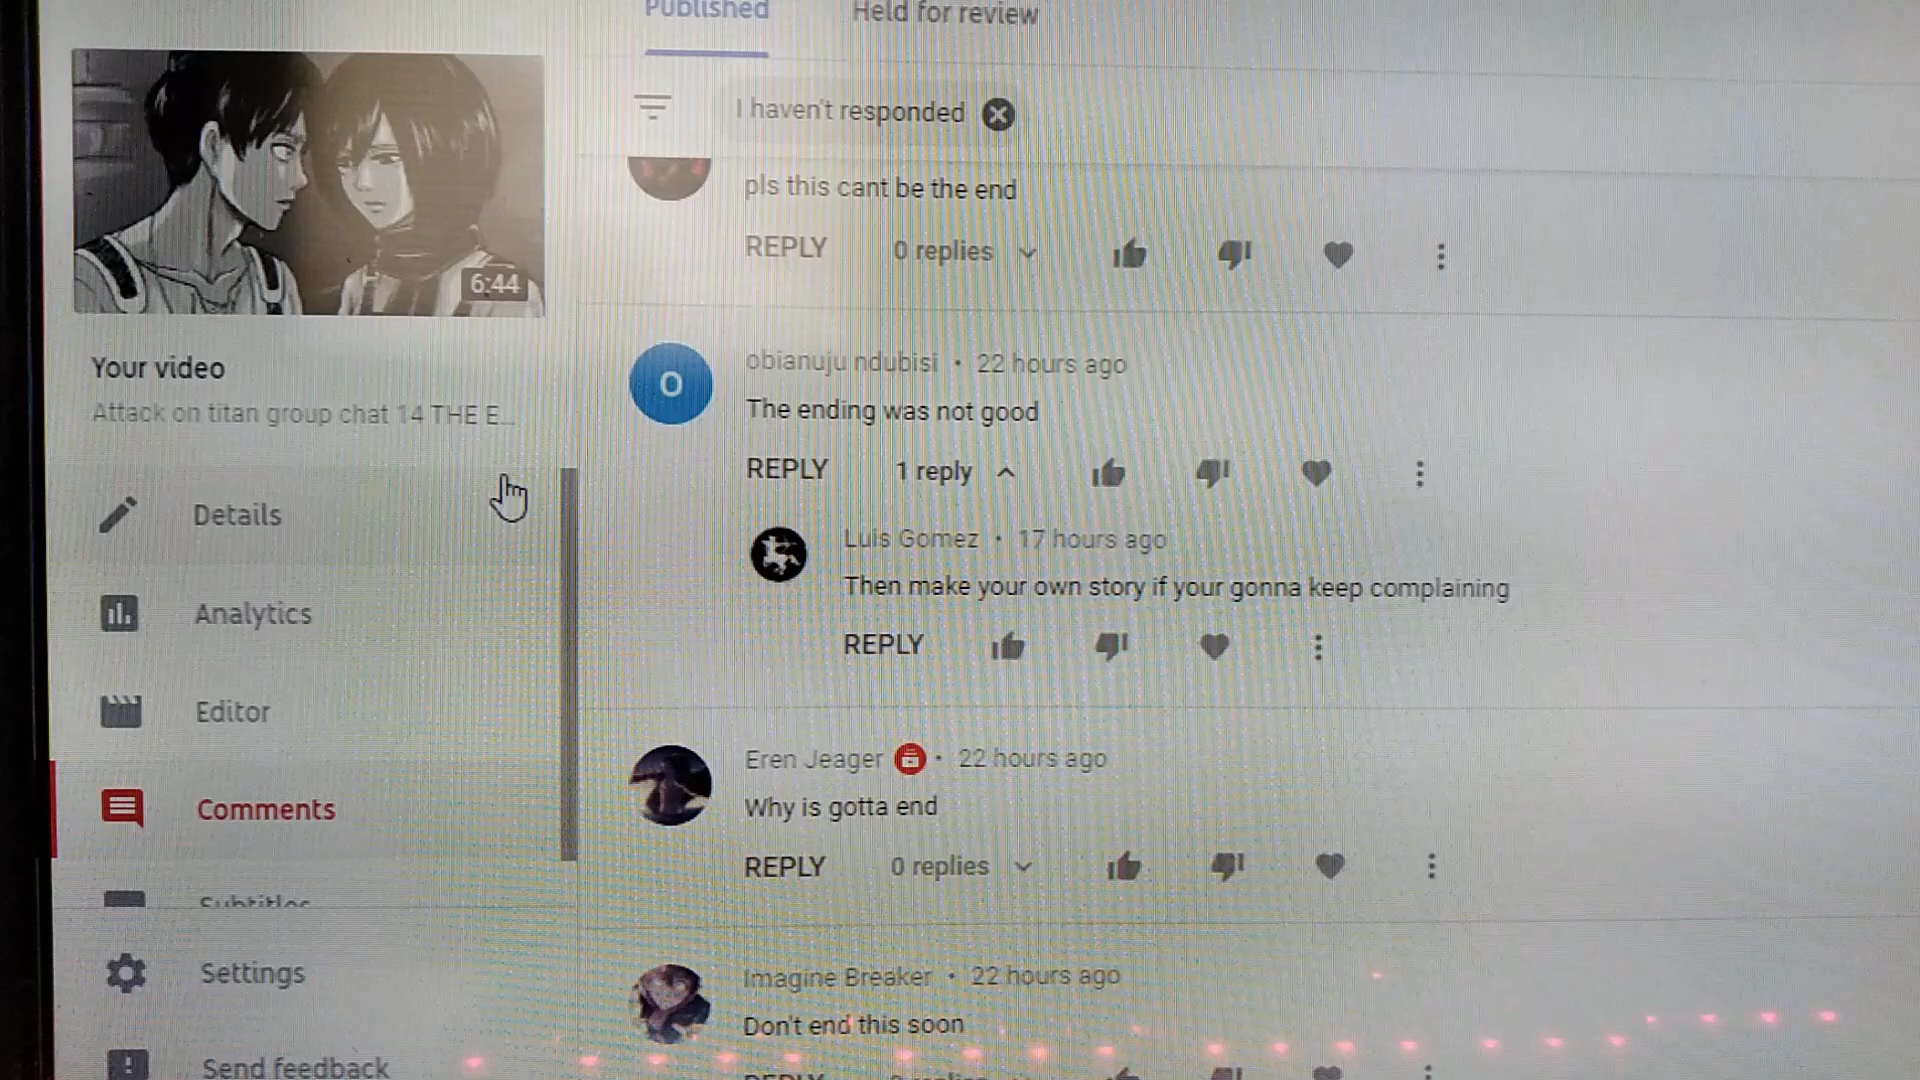 Published
Held for review
I haven't responded
pls this cant be the end
REPLY
0 replies
6:44
Your video
Attack on titan group chat 14 THE E...
O
obianuju ndubisi • 22 hours ago
The ending was not good
REPLY
1 reply
Details
Luis Gomez • 17 hours ago
Then make your own story if your gonna keep complaining
REPLY
Analytics
Editor
Eren Jeager • 22 hours ago
Why is gotta end
REPLY
0 replies
Comments
Subtitles
Settings
Imagine Breaker • 22 hours ago
Don't end this soon
Send feedback
REPLY